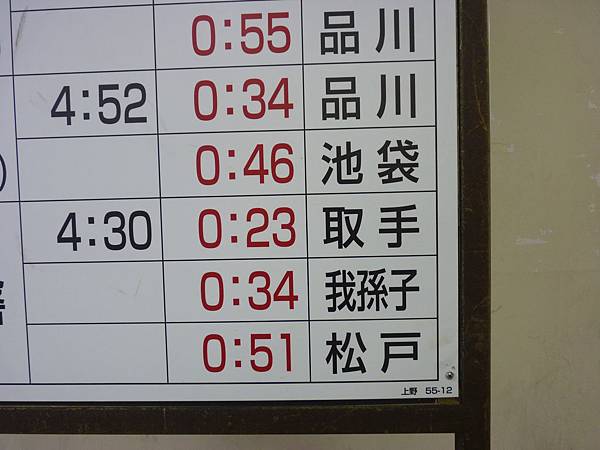 0:55 品川
4:52 0:34 品川
0:46 池袋
4:30 0:23 取手
0:34 我孫子
0:51 松戸
上野 55-12